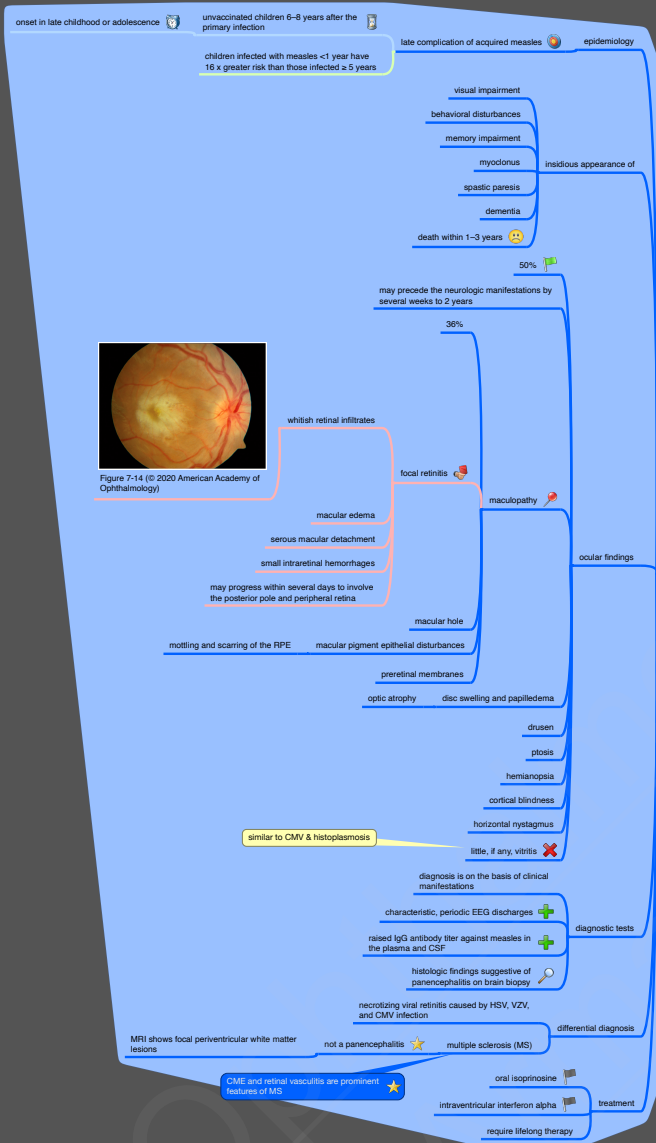 epidemiology
late complication of acquired measles
unvaccinated children 6–8 years after the
primary infection
onset in late childhood or adolescence
children infected with measles <1 year have
16 x greater risk than those infected ≥ 5 years
insidious appearance of
visual impairment
behavioral disturbances
memory impairment
myoclonus
spastic paresis
dementia
death within 1–3 years
ocular findings
50%
may precede the neurologic manifestations by
several weeks to 2 years
maculopathy
36%
focal retinitis
whitish retinal infiltrates
Figure 7-14 (© 2020 American Academy of
Ophthalmology)
macular edema
serous macular detachment
small intraretinal hemorrhages
may progress within several days to involve
the posterior pole and peripheral retina
macular hole
macular pigment epithelial disturbances
mottling and scarring of the RPE
preretinal membranes
disc swelling and papilledema
optic atrophy
drusen
ptosis
hemianopsia
cortical blindness
horizontal nystagmus
little, if any, vitritis
similar to CMV & histoplasmosis
diagnostic tests
diagnosis is on the basis of clinical
manifestations
characteristic, periodic EEG discharges
raised IgG antibody titer against measles in
the plasma and CSF
histologic findings suggestive of
panencephalitis on brain biopsy
differential diagnosis
necrotizing viral retinitis caused by HSV, VZV,
and CMV infection
multiple sclerosis (MS)
not a panencephalitis
MRI shows focal periventricular white matter
lesions
CME and retinal vasculitis are prominent
features of MS
treatment
oral isoprinosine
intraventricular interferon alpha
require lifelong therapy